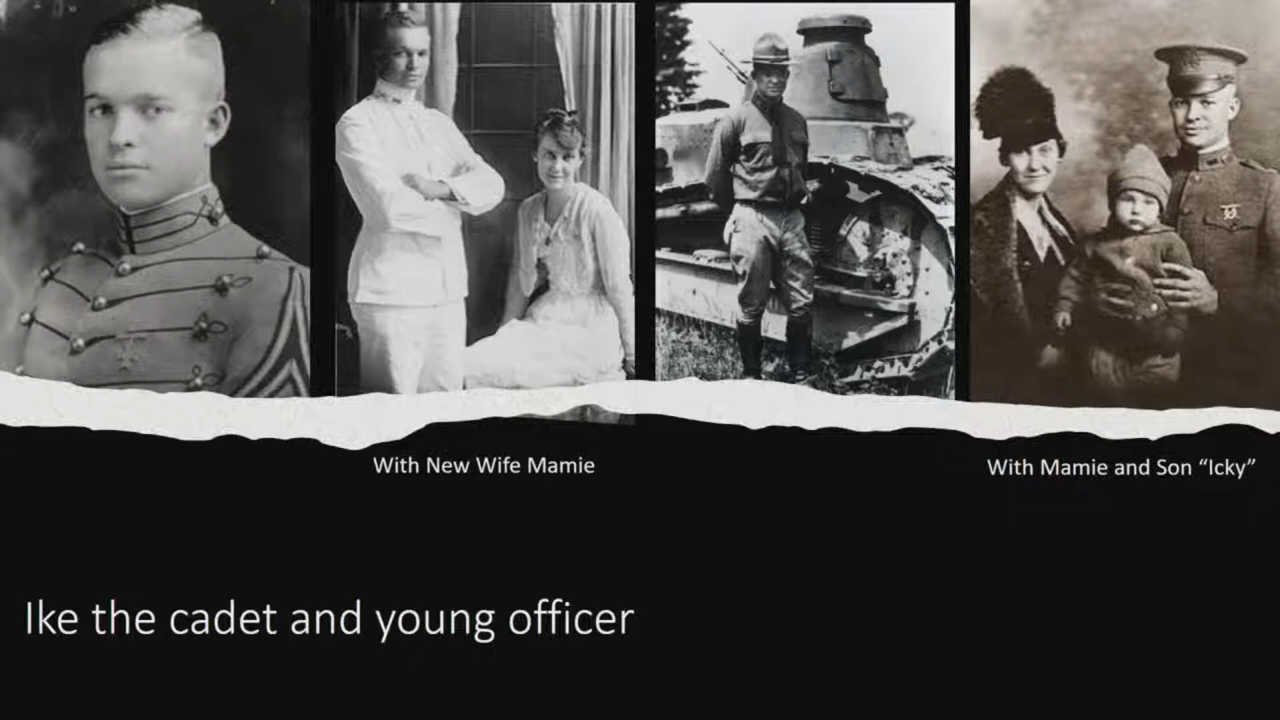 With New Wife Mamie
With Mamie and Son “Icky”
Ike the cadet and young officer